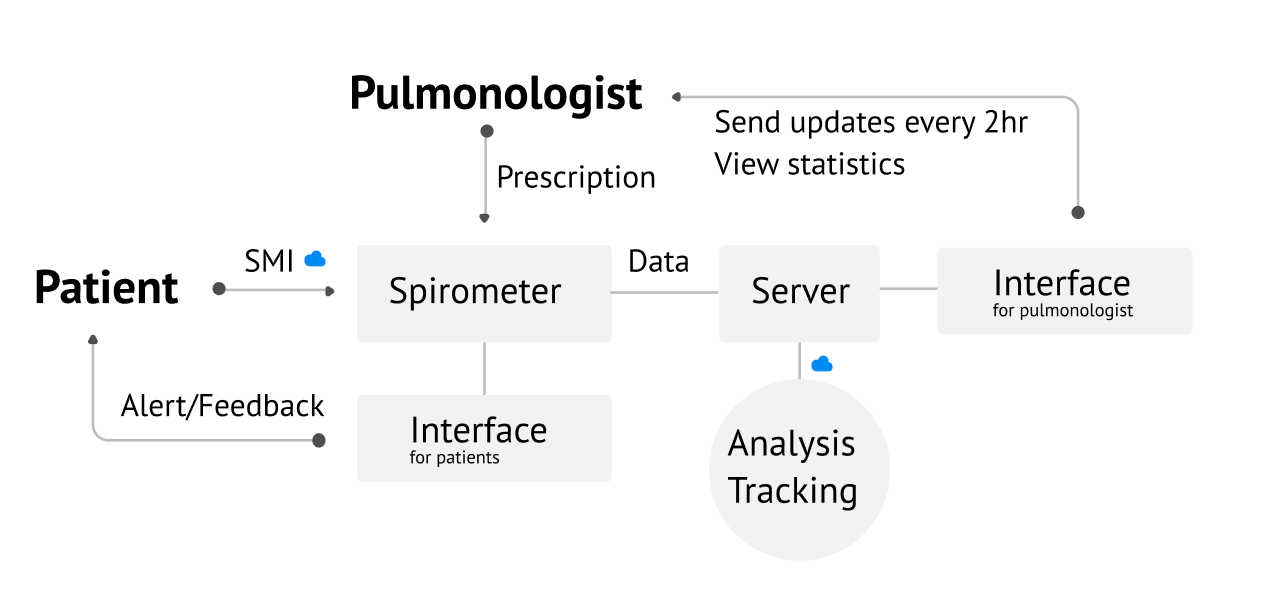 Pulmonologist
Send updates every 2hr
View statistics
Prescription
SMI
Data
Patient
Spirometer
Server
Interface
for pulmonologist
Alert/Feedback
Interface
for patients
Analysis
Tracking